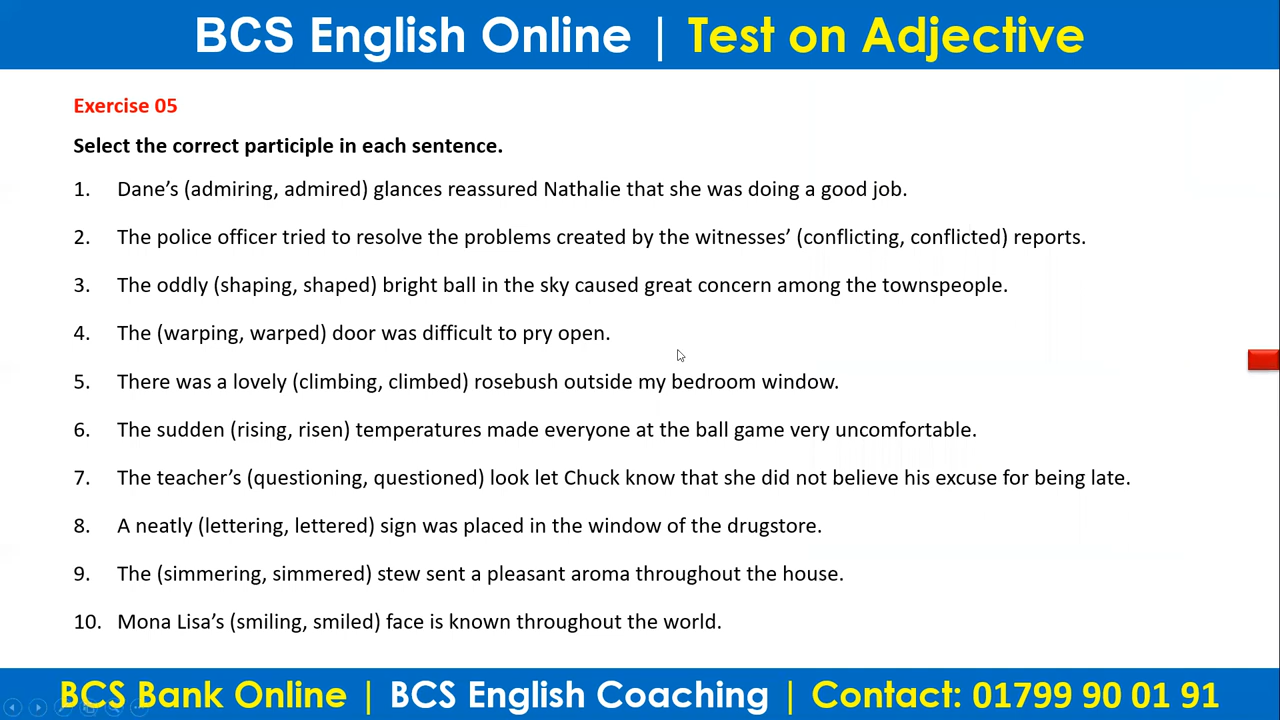 BCS English Online | Test on Adjective
Exercise 05
Select the correct participle in each sentence.
1. Dane’s (admiring, admired) glances reassured Nathalie that she was doing a good job.
2. The police officer tried to resolve the problems created by the witnesses’ (conflicting, conflicted) reports.
3. The oddly (shaping, shaped) bright ball in the sky caused great concern among the townspeople.
4. The (warping, warped) door was difficult to pry open.
5. There was a lovely (climbing, climbed) rosebush outside my bedroom window.
6. The sudden (rising, risen) temperatures made everyone at the ball game very uncomfortable.
7. The teacher’s (questioning, questioned) look let Chuck know that she did not believe his excuse for being late.
8. A neatly (lettering, lettered) sign was placed in the window of the drugstore.
9. The (simmering, simmered) stew sent a pleasant aroma throughout the house.
10. Mona Lisa’s (smiling, smiled) face is known throughout the world.
BCS Bank Online | BCS English Coaching | Contact: 01799 90 01 91